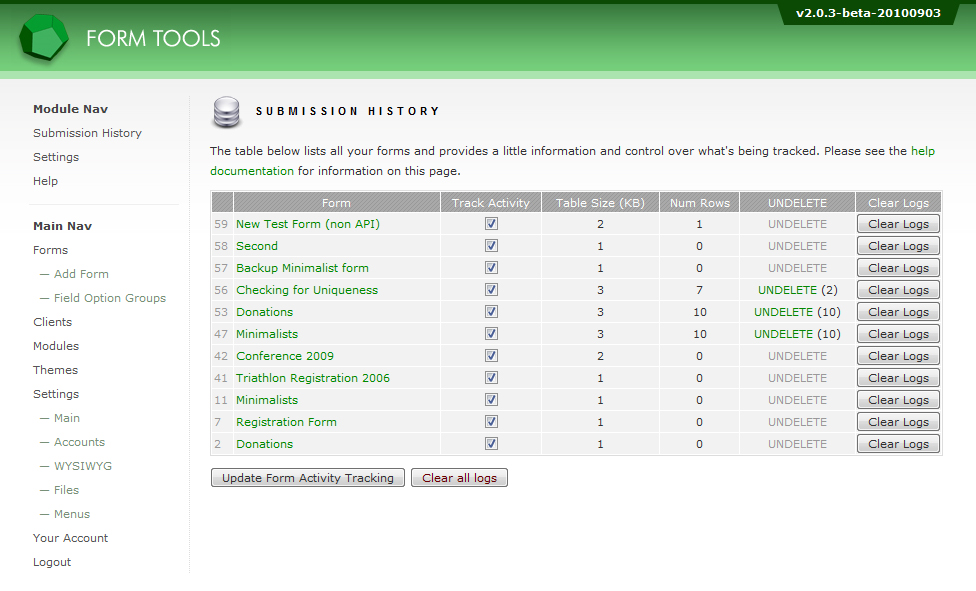 v2.0.3-beta-20100903
FORM TOOLS
Module Nav
Submission History
Settings
Help
Main Nav
Forms
— Add Form
— Field Option Groups
Clients
Modules
Themes
Settings
— Main
— Accounts
— WYSIWYG
— Files
— Menus
Your Account
Logout
SUBMISSION HISTORY
The table below lists all your forms and provides a little information and control over what's being tracked. Please see the help
documentation for information on this page.
Form Track Activity Table Size (KB) Num Rows UNDELETE Clear Logs
59 New Test Form (non API) 2 1 UNDELETE Clear Logs
58 Second 1 0 UNDELETE Clear Logs
57 Backup Minimalist form 1 0 UNDELETE Clear Logs
56 Checking for Uniqueness 3 7 UNDELETE (2) Clear Logs
53 Donations 3 10 UNDELETE (10) Clear Logs
47 Minimalists 3 10 UNDELETE (10) Clear Logs
42 Conference 2009 2 0 UNDELETE Clear Logs
41 Triathlon Registration 2006 1 0 UNDELETE Clear Logs
11 Minimalists 1 0 UNDELETE Clear Logs
7 Registration Form 1 0 UNDELETE Clear Logs
2 Donations 1 0 UNDELETE Clear Logs
Update Form Activity Tracking Clear all logs